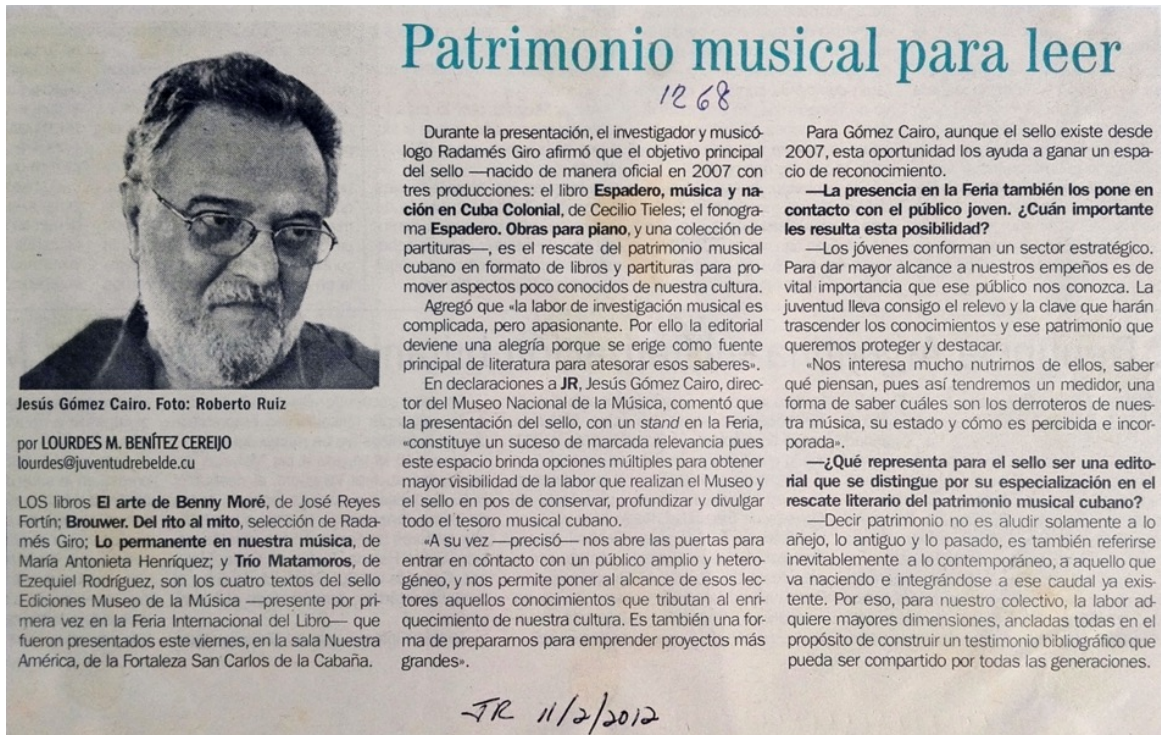 Patrimonio musical para leer
1268
Jesús Gómez Cairo. Foto: Roberto Ruiz
por LOURDES M. BENÍTEZ CEREIJO
lourdes@juventudrebelde.cu
LOS libros El arte de Benny Moré, de José Reyes
Fortín; Brouwer. Del rito al mito, selección de Rada-
més Giro; Lo permanente en nuestra música, de
María Antonieta Henríquez; y Trío Matamoros, de
Ezequiel Rodríguez, son los cuatro textos del sello
Ediciones Museo de la Música —presente por pri-
mera vez en la Feria Internacional del Libro— que
fueron presentados este viernes, en la sala Nuestra
América, de la Fortaleza San Carlos de la Cabaña.
Durante la presentación, el investigador y musicó-
logo Radamés Giro afirmó que el objetivo principal
del sello —nacido de manera oficial en 2007 con
tres producciones: el libro Espadero, música y na-
ción en Cuba Colonial, de Cecilio Tieles; el fonogra-
ma Espadero. Obras para piano, y una colección de
partituras—, es el rescate del patrimonio musical
cubano en formato de libros y partituras para pro-
mover aspectos poco conocidos de nuestra cultura.
Agregó que «la labor de investigación musical es
complicada, pero apasionante. Por ello la editorial
deviene una alegría porque se erige como fuente
principal de literatura para atesorar esos saberes».
En declaraciones a JR, Jesús Gómez Cairo, direc-
tor del Museo Nacional de la Música, comentó que
la presentación del sello, con un stand en la Feria,
«constituye un suceso de marcada relevancia pues
este espacio brinda opciones múltiples para obtener
mayor visibilidad de la labor que realizan el Museo y
el sello en pos de conservar, profundizar y divulgar
todo el tesoro musical cubano.
«A su vez —precisó— nos abre las puertas para
entrar en contacto con un público amplio y hetero-
géneo, y nos permite poner al alcance de esos lec-
tores aquellos conocimientos que tributan al enri-
quecimiento de nuestra cultura. Es también una for-
ma de prepararnos para emprender proyectos más
grandes».
Para Gómez Cairo, aunque el sello existe desde
2007, esta oportunidad los ayuda a ganar un espa-
cio de reconocimiento.
—La presencia en la Feria también los pone en
contacto con el público joven. ¿Cuán importante
les resulta esta posibilidad?
—Los jóvenes conforman un sector estratégico.
Para dar mayor alcance a nuestros empeños es de
vital importancia que ese público nos conozca. La
juventud lleva consigo el relevo y la clave que harán
trascender los conocimientos y ese patrimonio que
queremos proteger y destacar.
«Nos interesa mucho nutrirnos de ellos, saber
qué piensan, pues así tendremos un medidor, una
forma de saber cuáles son los derroteros de nues-
tra música, su estado y cómo es percibida e incor-
porada».
—¿Qué representa para el sello ser una edito-
rial que se distingue por su especialización en el
rescate literario del patrimonio musical cubano?
—Decir patrimonio no es aludir solamente a lo
añejo, lo antiguo y lo pasado, es también referirse
inevitablemente a lo contemporáneo, a aquello que
va naciendo e integrándose a ese caudal ya exis-
tente. Por eso, para nuestro colectivo, la labor ad-
quiere mayores dimensiones, ancladas todas en el
propósito de construir un testimonio bibliográfico que
pueda ser compartido por todas las generaciones.
JR 11/2/2012